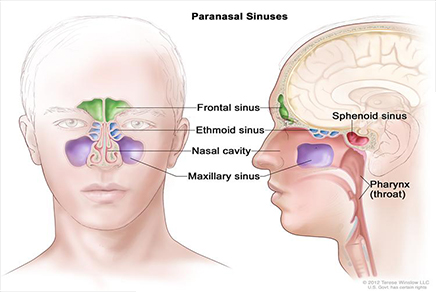 Paranasal Sinuses
Frontal sinus
Sphenoid sinus
Ethmoid sinus
Nasal cavity
Maxillary sinus
Pharynx
(throat)
© 2012 Terese Winslow LLC
U.S. Govt. has certain rights